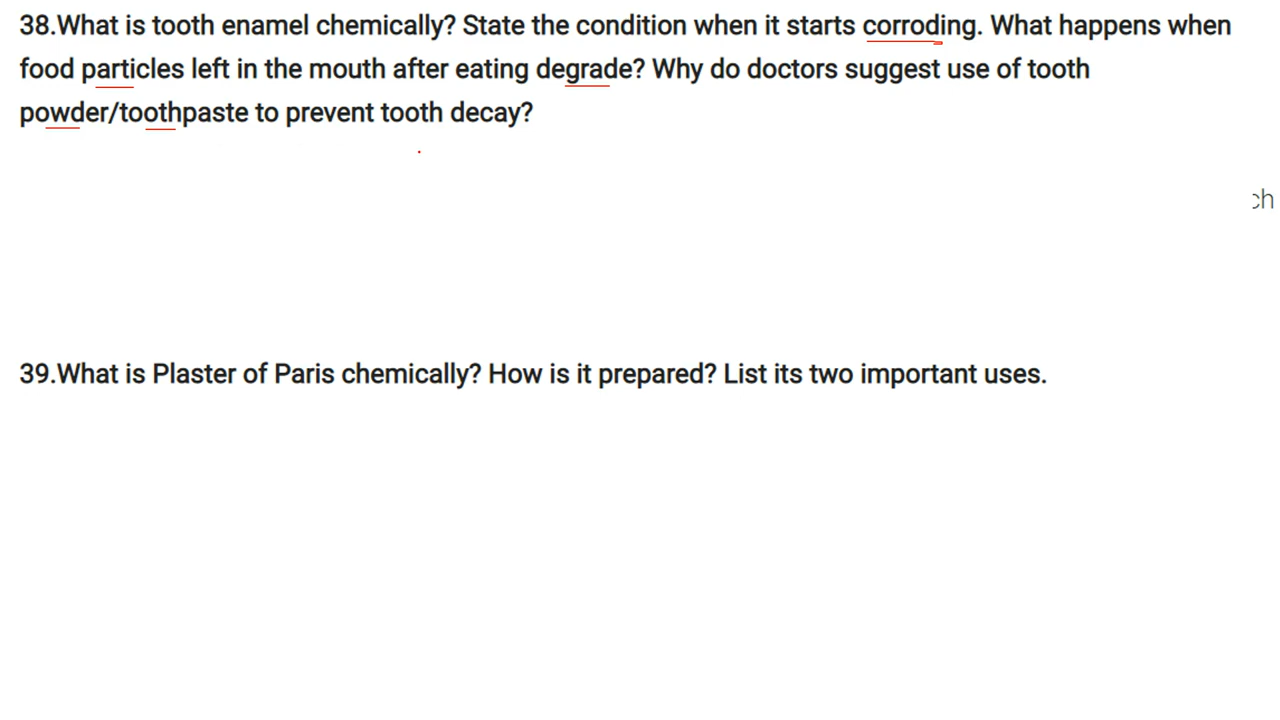 38.What is tooth enamel chemically? State the condition when it starts corroding. What happens when
food particles left in the mouth after eating degrade? Why do doctors suggest use of tooth
powder/toothpaste to prevent tooth decay?
ch
39.What is Plaster of Paris chemically? How is it prepared? List its two important uses.